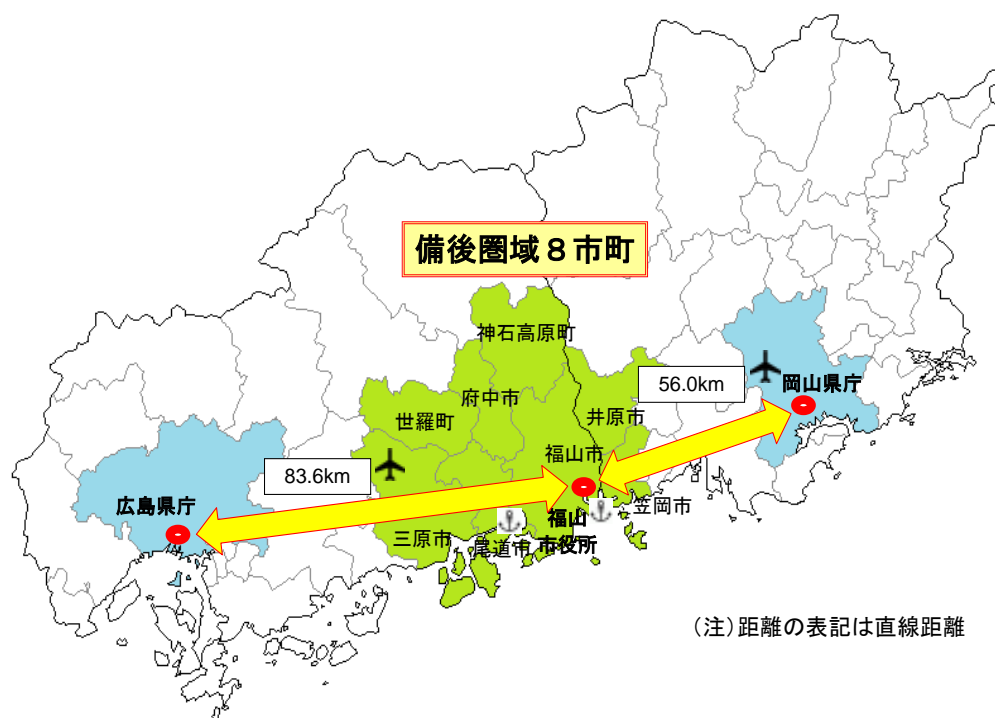 備後圏域８市町
神石高原町
56.0km
岡山県庁
府中市
世羅町
井原市
福山市
83.6km
広島県庁
笠岡市
福山
市役所
三原市
尾道市
（注）距離の表記は直線距離